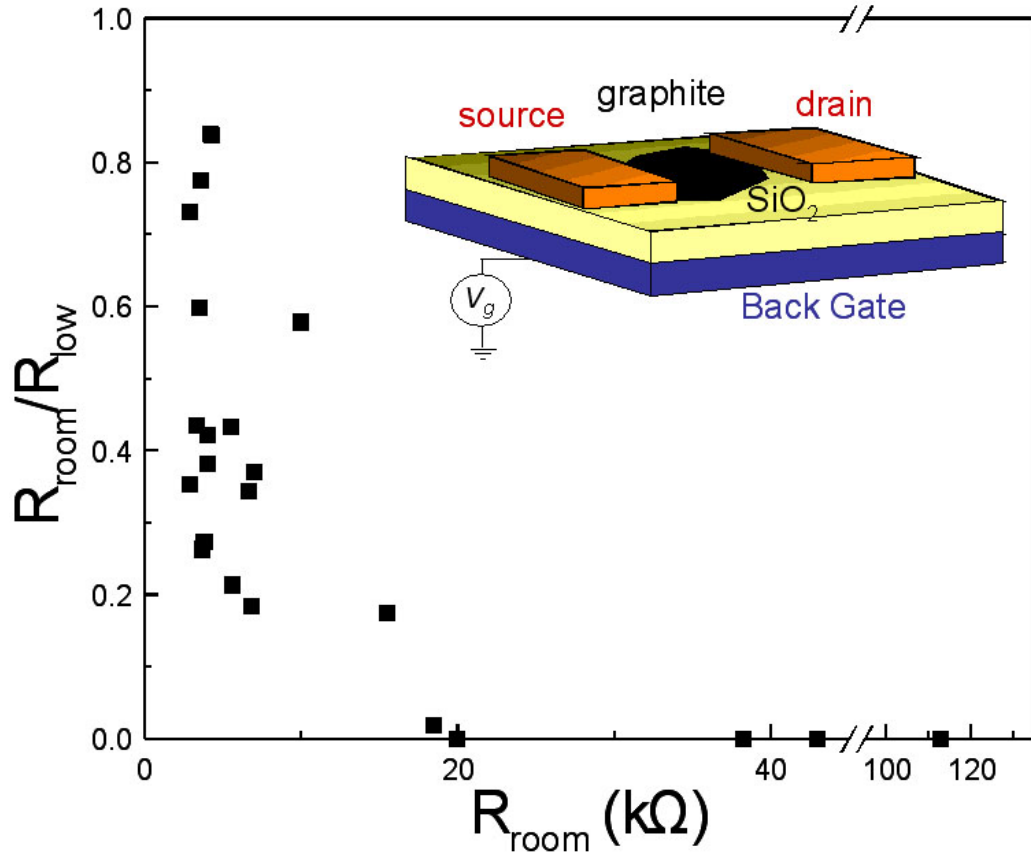 1.0
0.8
0.6
0.4
0.2
0.0
R_room/R_low
source
graphite
drain
SiO₂
V_g
Back Gate
0 20 40 100 120
R_room (kΩ)